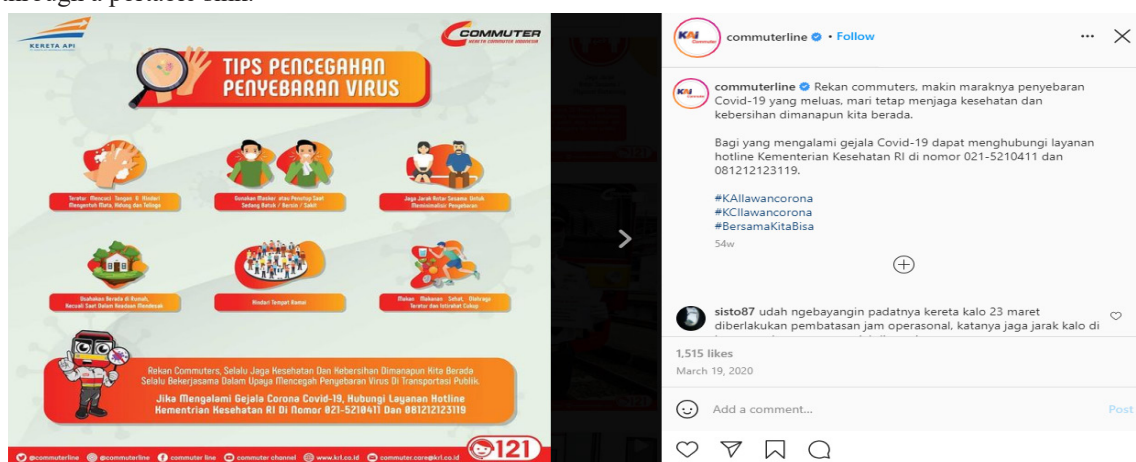 through a portable sink.
KERETA API
COMMUTER
KERETA COMMUTER INDONESIA
TIPS PENCEGAHAN
PENYEBARAN VIRUS
Teratur Mencuci Tangan & Hindari
Mengentuh Mata, Hidung dan Telinga
Gunakan Masker atau Penutup Saat
Sedang Batuk / Bersin / Sakit
Jaga Jarak Antar Sesama Untuk
Meminimalisir Penyebaran
Usahakan Berada di Rumah,
Kecuali Saat Dalam Keadaan Mendesak
Hindari Tempat Ramai
Makan Makanan Sehat, Olahraga
Teratur dan Istirahat Cukup
Rekan Commuters, Selalu Jaga Kesehatan Dan Kebersihan Dimanapun Kita Berada
Selalu Bekerjasama Dalam Upaya Mencegah Penyebaran Virus Di Transportasi Publik.
Jika Mengalami Gejala Corona Covid-19, Hubungi Layanan Hotline
Kementrian Kesehatan RI Di Nomor 021-5210411 Dan 081212123119
@commuterline @commuterline commuter line commuter channel www.krl.co.id commuter.care@krl.co.id 121
KAI
Commuter
commuterline • Follow
commuterline Rekan commuters, makin maraknya penyebaran
Covid-19 yang meluas, mari tetap menjaga kesehatan dan
kebersihan dimanapun kita berada.
Bagi yang mengalami gejala Covid-19 dapat menghubungi layanan
hotline Kementerian Kesehatan RI di nomor 021-5210411 dan
081212123119.
#KAIlawancorona
#KCIlawancorona
#BersamaKitaBisa
54w
sisto87 udah ngebayangin padatnya kereta kalo 23 maret
diberlakukan pembatasan jam operasonal, katanya jaga jarak kalo di
1,515 likes
March 19, 2020
Add a comment...
Post